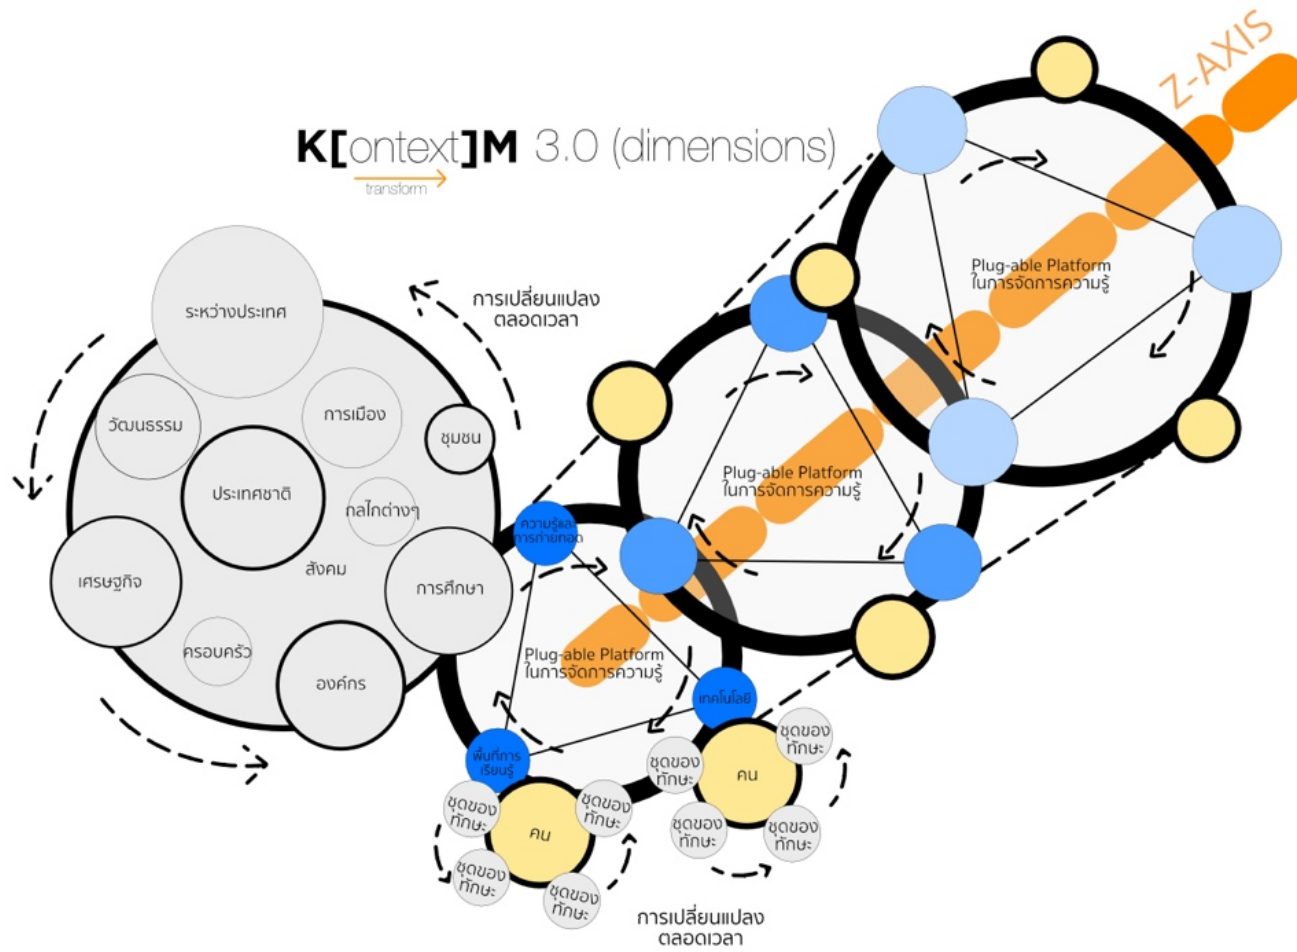 Z-AXIS
K[ontext]M 3.0 (dimensions)
transform
ระหว่างประเทศ
การเปลี่ยนแปลง
ตลอดเวลา
วัฒนธรรม
การเมือง
ชุมชน
ประเทศชาติ
กลไกต่างๆ
สังคม
เศรษฐกิจ
การศึกษา
ครอบครัว
องค์กร
Plug-able Platform
ในการจัดการความรู้
Plug-able Platform
ในการจัดการความรู้
Plug-able Platform
ในการจัดการความรู้
ความรู้และ
การถ่ายทอด
เทคโนโลยี
พื้นที่การ
เรียนรู้
คน
ชุดของ
ทักษะ
ชุดของ
ทักษะ
ชุดของ
ทักษะ
ชุดของ
ทักษะ
คน
ชุดของ
ทักษะ
ชุดของ
ทักษะ
ชุดของ
ทักษะ
ชุดของ
ทักษะ
การเปลี่ยนแปลง
ตลอดเวลา